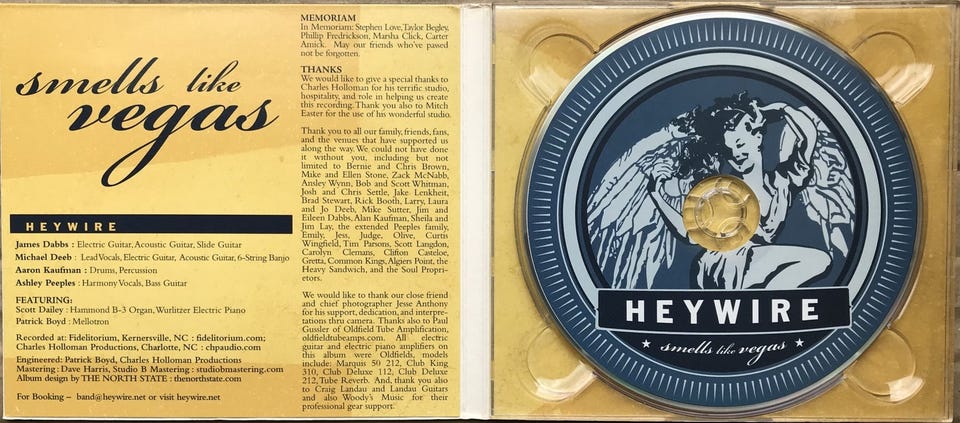 smells like
vegas
HEYWIRE
James Dabbs : Electric Guitar, Acoustic Guitar, Slide Guitar
Michael Deeb : Lead Vocals, Electric Guitar, Acoustic Guitar, 6-String Banjo
Aaron Kaufman : Drums, Percussion
Ashley Peeples : Harmony Vocals, Bass Guitar
FEATURING:
Scott Dailey : Hammond B-3 Organ, Wurlitzer Electric Piano
Patrick Boyd : Mellotron
Recorded at: Fidelitorium, Kernersville, NC : fidelitorium.com;
Charles Holloman Productions, Charlotte, NC : chpaudio.com
Engineered: Patrick Boyd, Charles Holloman Productions
Mastering : Dave Harris, Studio B Mastering : studiobmastering.com
Album design by THE NORTH STATE : thenorthstate.com
For Booking – band@heywire.net or visit heywire.net
MEMORIAM
In Memoriam: Stephen Love, Taylor Begley,
Phillip Fredrickson, Marsha Click, Carter
Amick. May our friends who've passed
not be forgotten.
THANKS
We would like to give a special thanks to
Charles Holloman for his terrific studio,
hospitality, and role in helping us create
this recording. Thank you also to Mitch
Easter for the use of his wonderful studio.
Thank you to all our family, friends, fans,
and the venues that have supported us
along the way. We could not have done
it without you, including but not
limited to Bernie and Chris Brown,
Mike and Ellen Stone, Zack McNabb,
Ansley Wynn, Bob and Scott Whitman,
Josh and Chris Settle, Jake. Lenkheit,
Brad Stewart, Rick Booth, Larry, Laura
and Jo Deeb, Mike Sutter, Jim and
Eileen Dabbs, Alan Kaufman, Sheila and
Jim Lay, the extended Peeples family,
Emily, Jess, Judge, Olive, Curtis
Wingfield, Tim Parsons, Scott Langdon,
Carolyn Clemans, Clifton Casteloe,
Gretta, Common Kings, Algiers Point, the
Heavy Sandwich, and the Soul Propri-
etors.
We would like to thank our close friend
and chief photographer Jesse Anthony
for his support, dedication, and interpre-
tations thru camera. Thanks also to Paul
Gussler of Oldfield Tube Amplification,
oldfieldtubeamps.com. All electric
guitar and electric piano amplifiers on
this album were Oldfields, models
include: Marquis 50 212, Club King
310, Club Deluxe 112, Club Deluxe
212, Tube Reverb. And, thank you also
to Craig Landau and Landau Guitars
and also Woody's Music for their
professional gear support.
HEYWIRE
★ smells like vegas ★